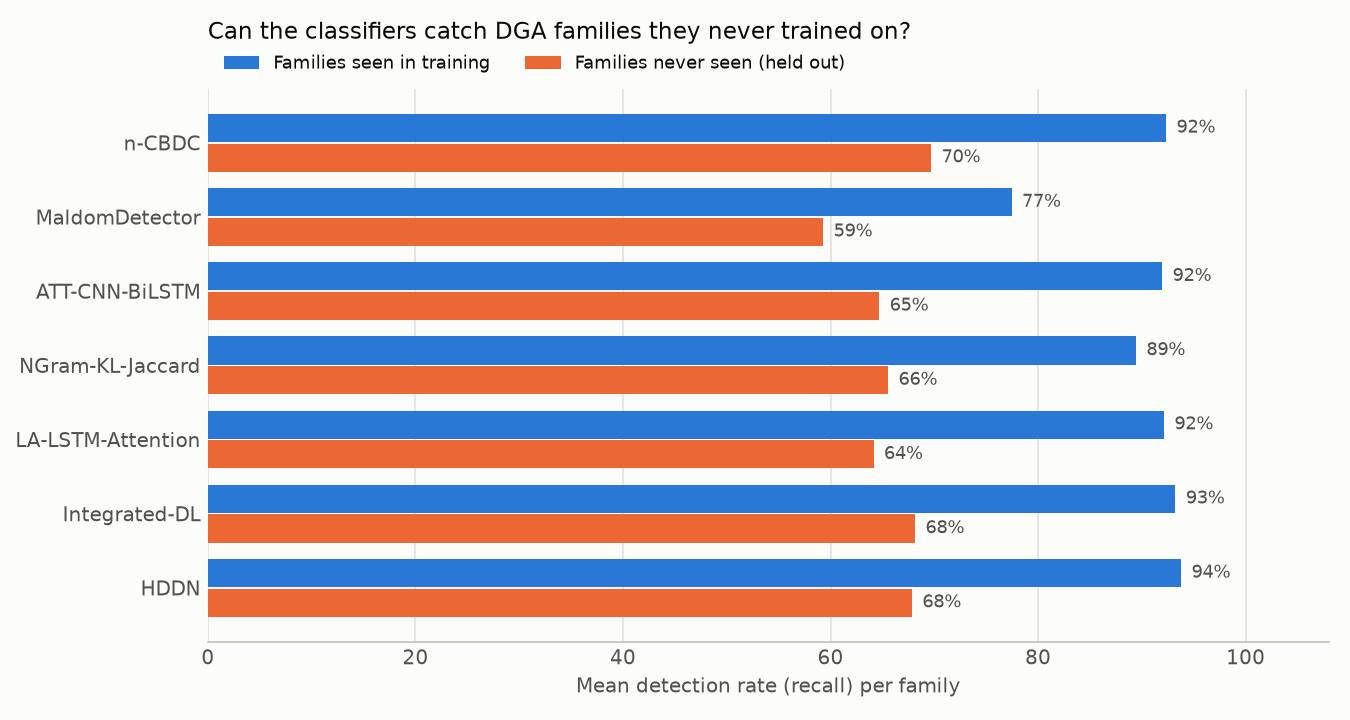 Can the classifiers catch DGA families they never trained on?
Families seen in training
Families never seen (held out)
n-CBDC
92%
70%
MaldomDetector
77%
59%
ATT-CNN-BiLSTM
92%
65%
NGram-KL-Jaccard
89%
66%
LA-LSTM-Attention
92%
64%
Integrated-DL
93%
68%
HDDN
94%
68%
0 20 40 60 80 100
Mean detection rate (recall) per family